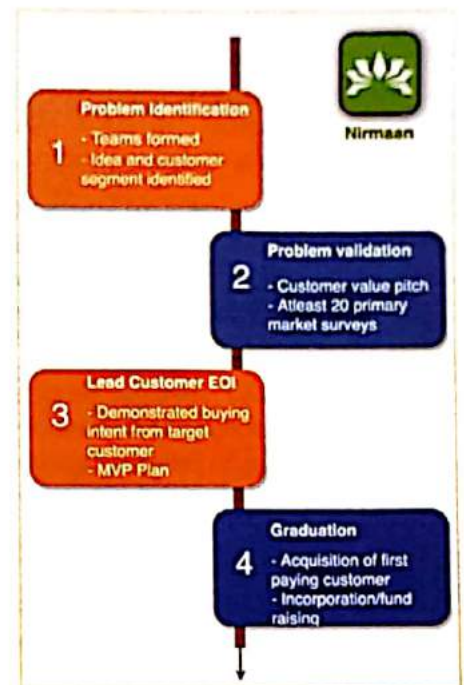 Nirmaan
Problem Identification
1
- Teams formed
- Idea and customer
segment identified
Problem validation
2
- Customer value pitch
- Atleast 20 primary
market surveys
Lead Customer EOI
3
- Demonstrated buying
intent from target
customer
- MVP Plan
Graduation
4
- Acquisition of first
paying customer
- Incorporation/fund
raising